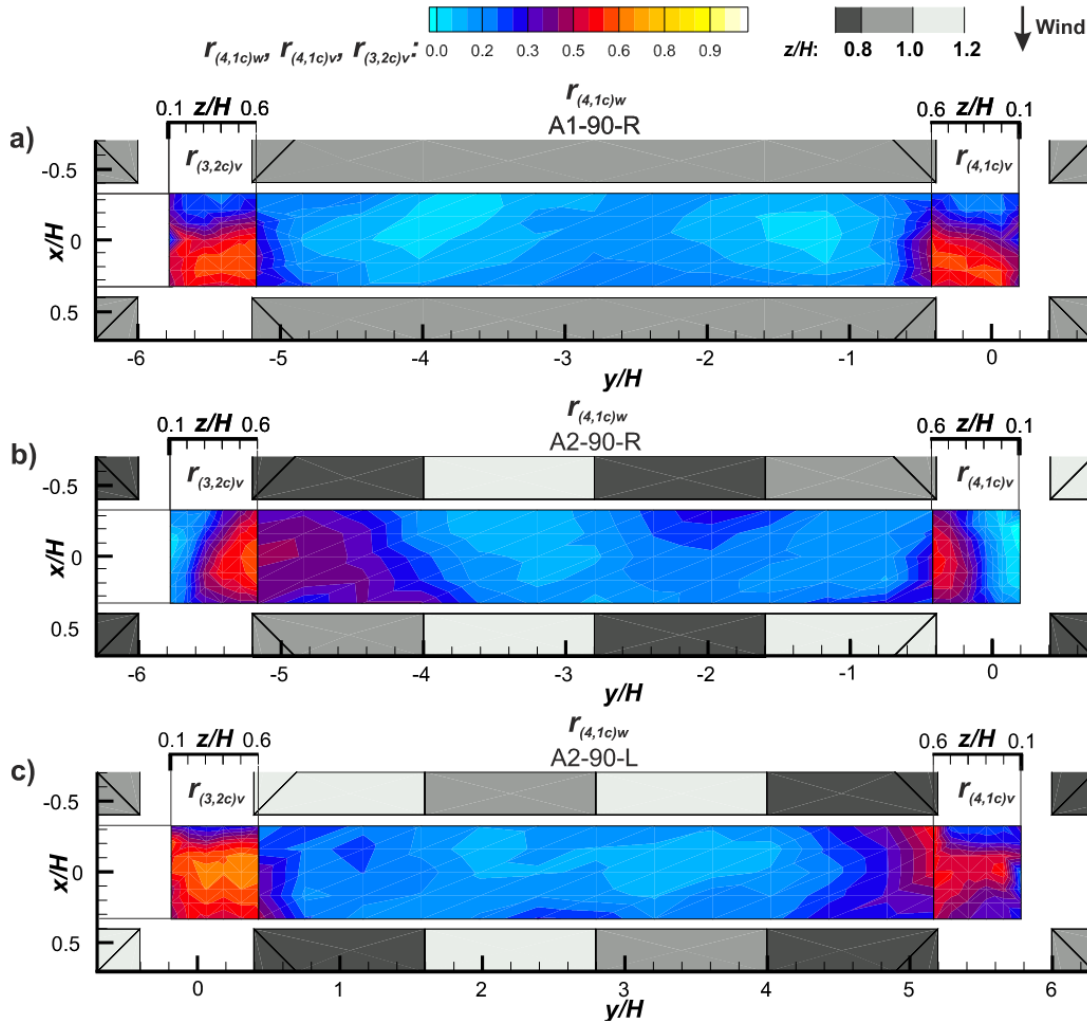 r(4,1c)w, r(4,1c)v, r(3,2c)v: 0.0 0.2 0.3 0.5 0.6 0.8 0.9
z/H: 0.8 1.0 1.2
Wind
a)
r(4,1c)w
A1-90-R
0.1 z/H 0.6
0.6 z/H 0.1
r(3,2c)v
r(4,1c)v
x/H
-0.5
0
0.5
-6 -5 -4 -3 -2 -1 0
y/H
b)
r(4,1c)w
A2-90-R
0.1 z/H 0.6
0.6 z/H 0.1
r(3,2c)v
r(4,1c)v
x/H
-0.5
0
0.5
-6 -5 -4 -3 -2 -1 0
y/H
c)
r(4,1c)w
A2-90-L
0.1 z/H 0.6
0.6 z/H 0.1
r(3,2c)v
r(4,1c)v
x/H
-0.5
0
0.5
0 1 2 3 4 5 6
y/H